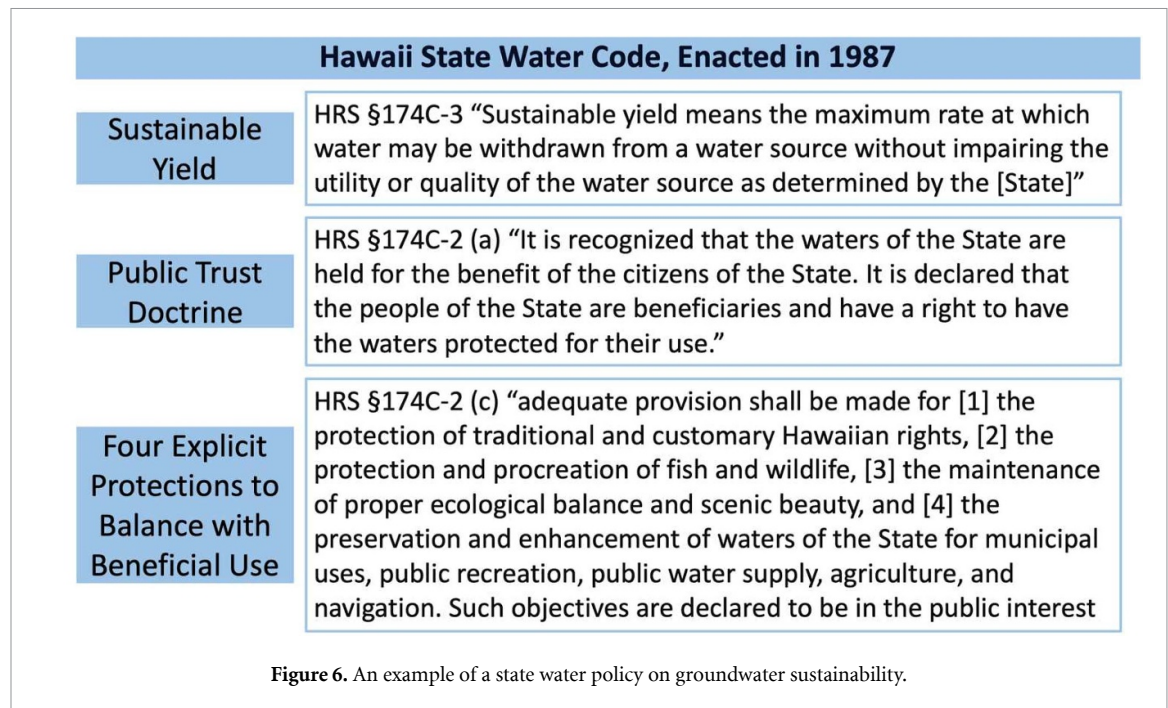 Hawaii State Water Code, Enacted in 1987
Sustainable
Yield
HRS §174C-3 “Sustainable yield means the maximum rate at which
water may be withdrawn from a water source without impairing the
utility or quality of the water source as determined by the [State]”
Public Trust
Doctrine
HRS §174C-2 (a) “It is recognized that the waters of the State are
held for the benefit of the citizens of the State. It is declared that
the people of the State are beneficiaries and have a right to have
the waters protected for their use.”
Four Explicit
Protections to
Balance with
Beneficial Use
HRS §174C-2 (c) “adequate provision shall be made for [1] the
protection of traditional and customary Hawaiian rights, [2] the
protection and procreation of fish and wildlife, [3] the maintenance
of proper ecological balance and scenic beauty, and [4] the
preservation and enhancement of waters of the State for municipal
uses, public recreation, public water supply, agriculture, and
navigation. Such objectives are declared to be in the public interest
Figure 6. An example of a state water policy on groundwater sustainability.